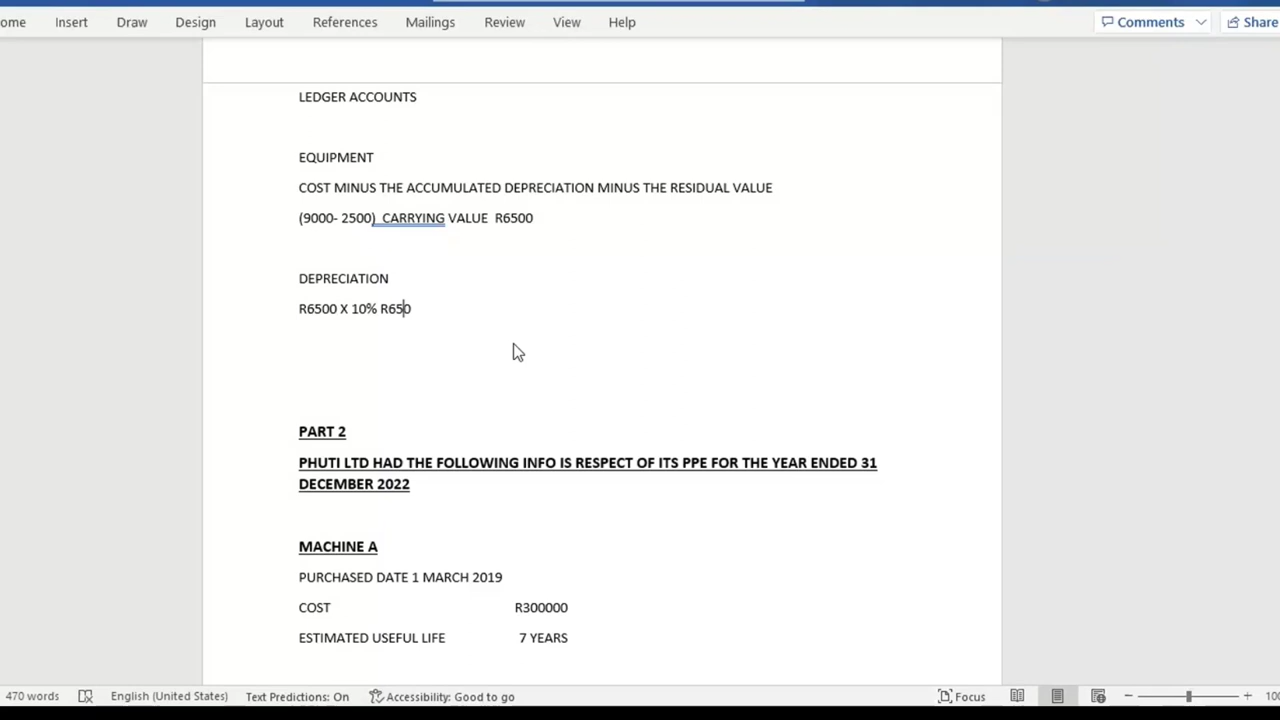 ome Insert Draw Design Layout References Mailings Review View Help Comments Share
LEDGER ACCOUNTS
EQUIPMENT
COST MINUS THE ACCUMULATED DEPRECIATION MINUS THE RESIDUAL VALUE
(9000- 2500) CARRYING VALUE R6500
DEPRECIATION
R6500 X 10% R650
PART 2
PHUTI LTD HAD THE FOLLOWING INFO IS RESPECT OF ITS PPE FOR THE YEAR ENDED 31
DECEMBER 2022
MACHINE A
PURCHASED DATE 1 MARCH 2019
COST R300000
ESTIMATED USEFUL LIFE 7 YEARS
470 words English (United States) Text Predictions: On Accessibility: Good to go Focus 100